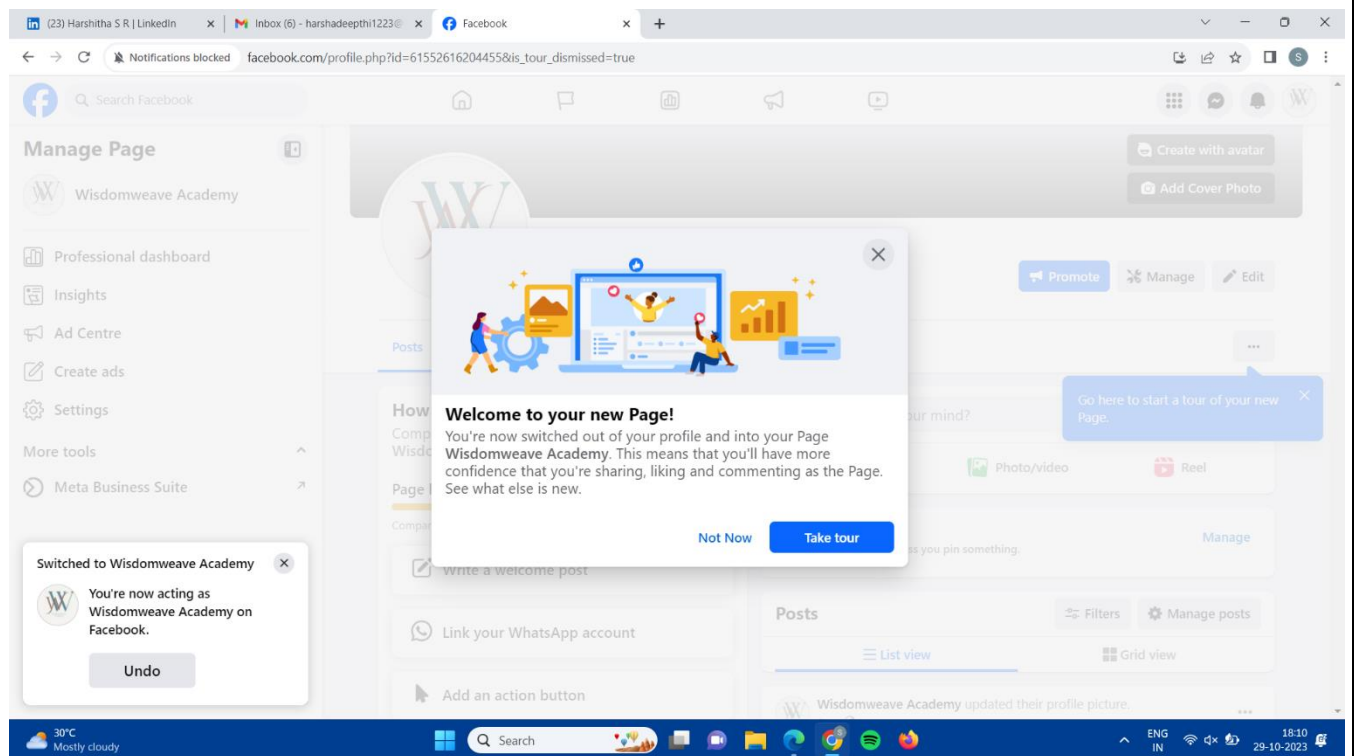 (23) Harshitha S R | LinkedIn
Inbox (6) - harshadeepthi1223@
Facebook
Notifications blocked
facebook.com/profile.php?id=61552616204455&is_tour_dismissed=true
S
Search Facebook
Manage Page
Wisdomweave Academy
Professional dashboard
Insights
Ad Centre
Create ads
Settings
More tools
Meta Business Suite
Create with avatar
Add Cover Photo
Promote
Manage
Edit
Posts
Go here to start a tour of your new
Page.
Welcome to your new Page!
You're now switched out of your profile and into your Page
Wisdomweave Academy. This means that you'll have more
confidence that you're sharing, liking and commenting as the Page.
See what else is new.
Not Now
Take tour
How
Page
our mind?
Photo/video
Reel
Manage
you pin something.
Write a welcome post
Link your WhatsApp account
Add an action button
Posts
Filters
Manage posts
List view
Grid view
Wisdomweave Academy updated their profile picture.
Switched to Wisdomweave Academy
You're now acting as
Wisdomweave Academy on
Facebook.
Undo
30°C
Mostly cloudy
Search
ENG
IN
18:10
29-10-2023